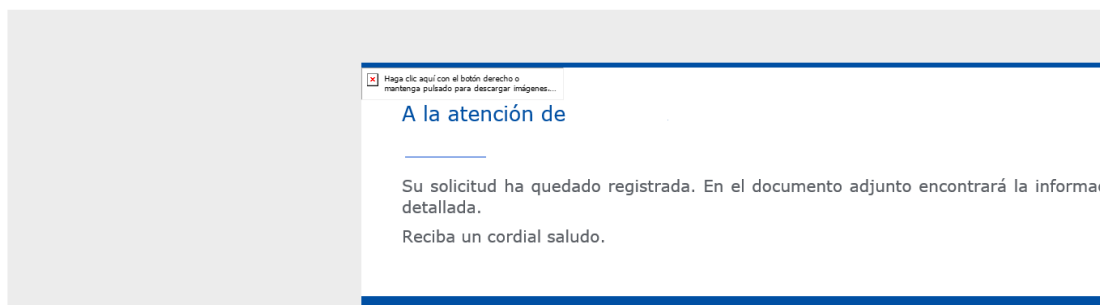 Haga clic aquí con el botón derecho o
mantenga pulsado para descargar imágenes....
A la atención de
Su solicitud ha quedado registrada. En el documento adjunto encontrará la
detallada.
Reciba un cordial saludo.